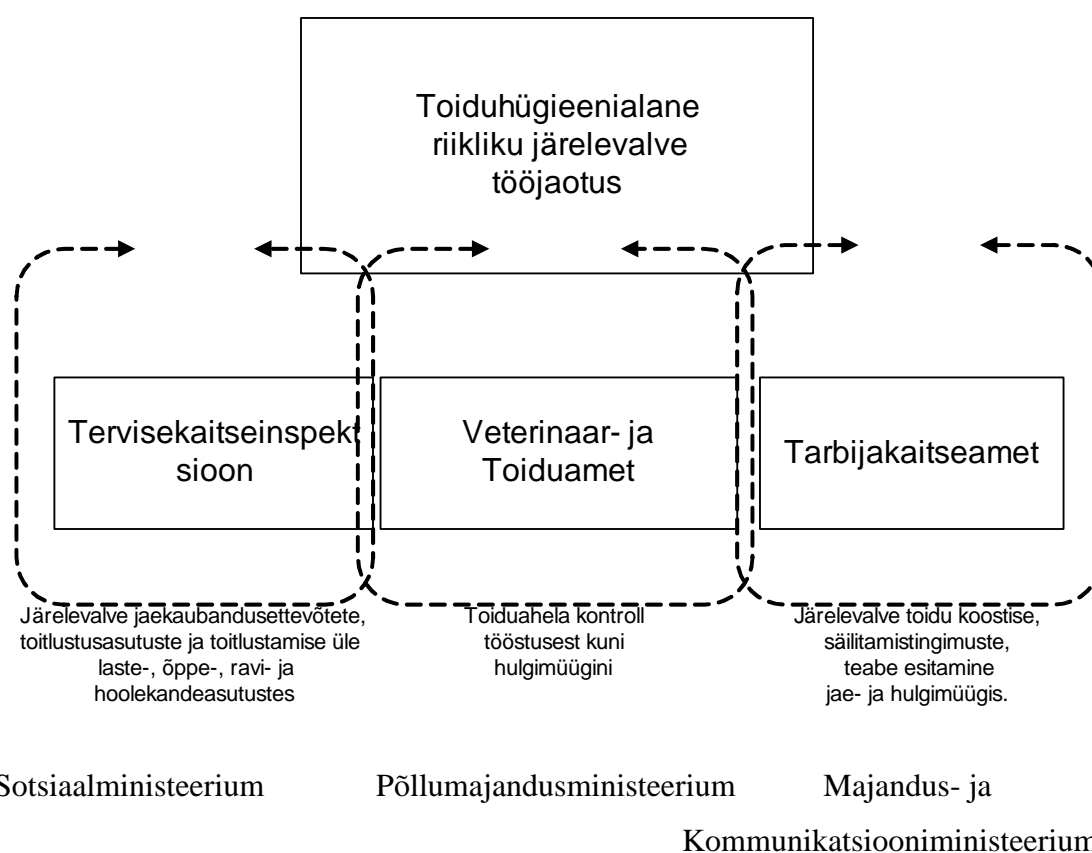 Toiduhügieenialane
riikliku järelevalve
tööjaotus
Tervisekaitseinspekt
sioon
Veterinaar- ja
Toiduamet
Tarbijakaitseamet
Järelevalve jaekaubandusettevõtete,
toitlustusasutuste ja toitlustamise üle
laste-, õppe-, ravi- ja
hoolekandeasutustes
Toiduahela kontroll
tööstusest kuni
hulgimüügini
Järelevalve toidu koostise,
säilitamistingimuste,
teabe esitamine
jae- ja hulgimüügis.
Sotsiaalministeerium
Põllumajandusministeerium
Majandus- ja
Kommunikatsiooniministeerium